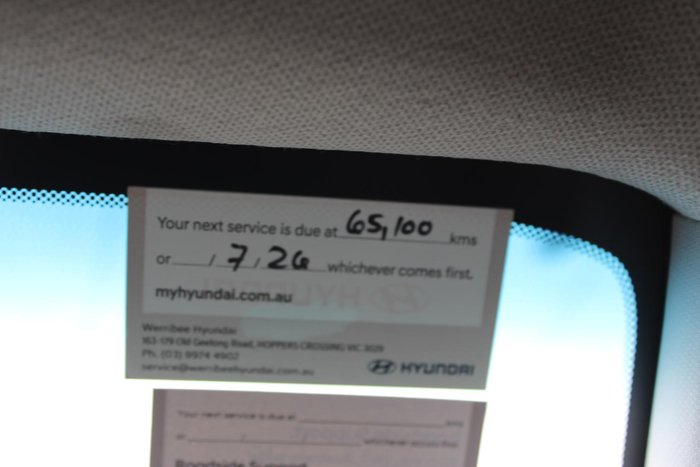 Your next service is due at 65,100 kms
or / 7 / 26 whichever comes first.
myhyundai.com.au
Werribee Hyundai
163-179 Old Geelong Road, HOPPERS CROSSING VIC 3029
Ph. (03) 8974 4902
service@werribeehyundai.com.au
HYUNDAI
Your next service is due at kms
or / whichever comes first
Roadside Support